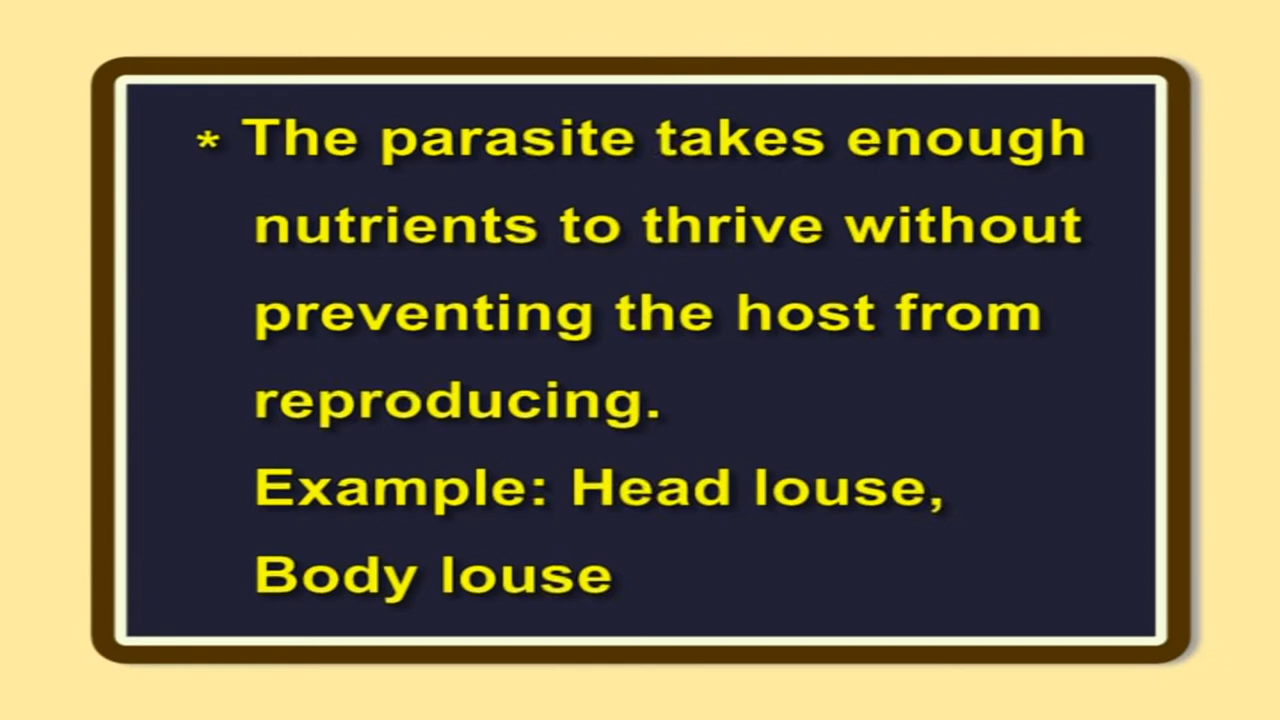 * The parasite takes enough
nutrients to thrive without
preventing the host from
reproducing.
Example: Head louse,
Body louse